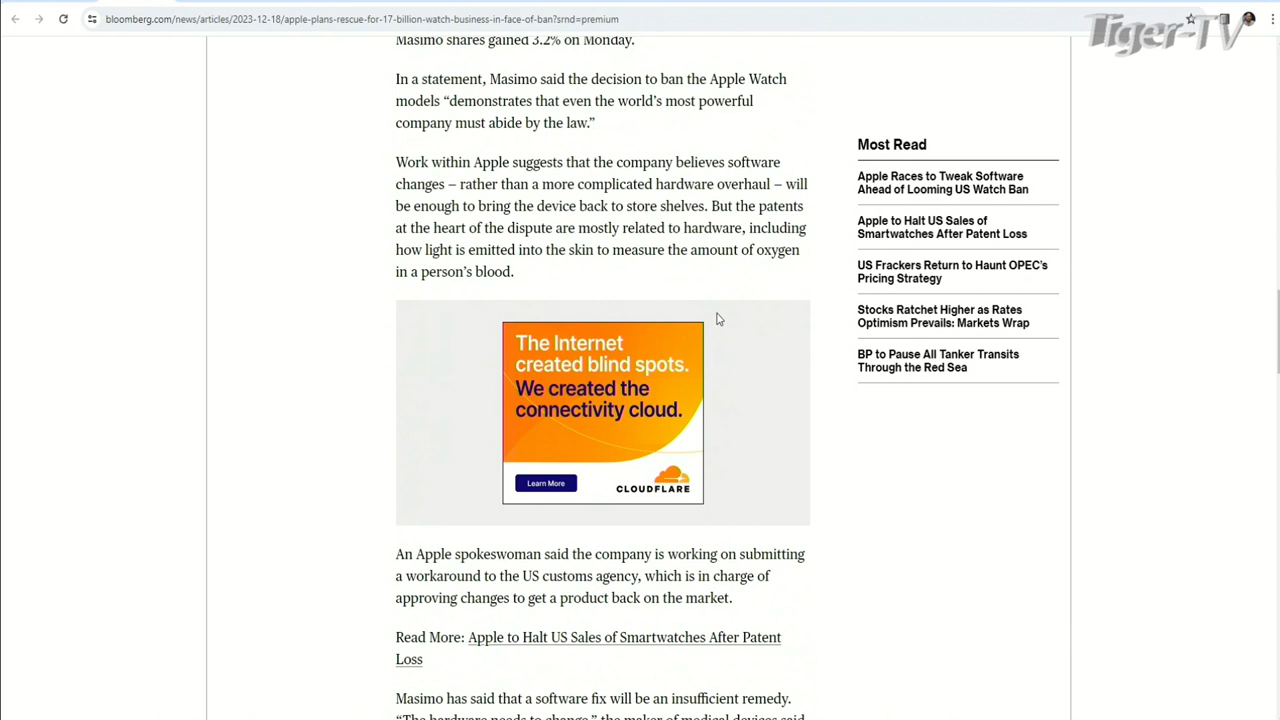 bloomberg.com/news/articles/2023-12-18/apple-plans-rescue-for-17-billion-watch-business-in-face-of-ban?srnd=premium
Tiger-TV
Masimo shares gained 3.2% on Monday.
In a statement, Masimo said the decision to ban the Apple Watch
models “demonstrates that even the world’s most powerful
company must abide by the law.”
Work within Apple suggests that the company believes software
changes – rather than a more complicated hardware overhaul – will
be enough to bring the device back to store shelves. But the patents
at the heart of the dispute are mostly related to hardware, including
how light is emitted into the skin to measure the amount of oxygen
in a person’s blood.
The Internet
created blind spots.
We created the
connectivity cloud.
Learn More
CLOUDFLARE
An Apple spokeswoman said the company is working on submitting
a workaround to the US customs agency, which is in charge of
approving changes to get a product back on the market.
Read More: Apple to Halt US Sales of Smartwatches After Patent
Loss
Masimo has said that a software fix will be an insufficient remedy.
“The hardware needs to change,” the maker of medical devices said
Most Read
Apple Races to Tweak Software
Ahead of Looming US Watch Ban
Apple to Halt US Sales of
Smartwatches After Patent Loss
US Frackers Return to Haunt OPEC’s
Pricing Strategy
Stocks Ratchet Higher as Rates
Optimism Prevails: Markets Wrap
BP to Pause All Tanker Transits
Through the Red Sea